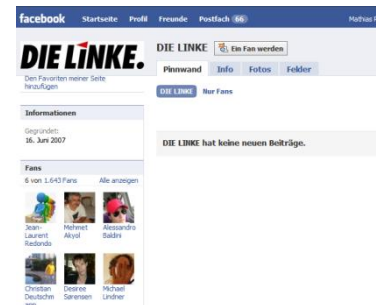 facebook Startseite Profil Freunde Postfach 66 Mathias R
DIE LINKE.
Den Favoriten meiner Seite
hinzufügen
Informationen
Gegründet:
16. Juni 2007
Fans
6 von 1.643 Fans Alle anzeigen
Jean-
Laurent
Redondo
Mehmet
Akyol
Alessandro
Baldini
Christian
Deutschm
Desiree
Sørensen
Michael
Lindner
DIE LINKE Ein Fan werden
Pinnwand Info Fotos Felder
DIE LINKE Nur Fans
DIE LINKE hat keine neuen Beiträge.